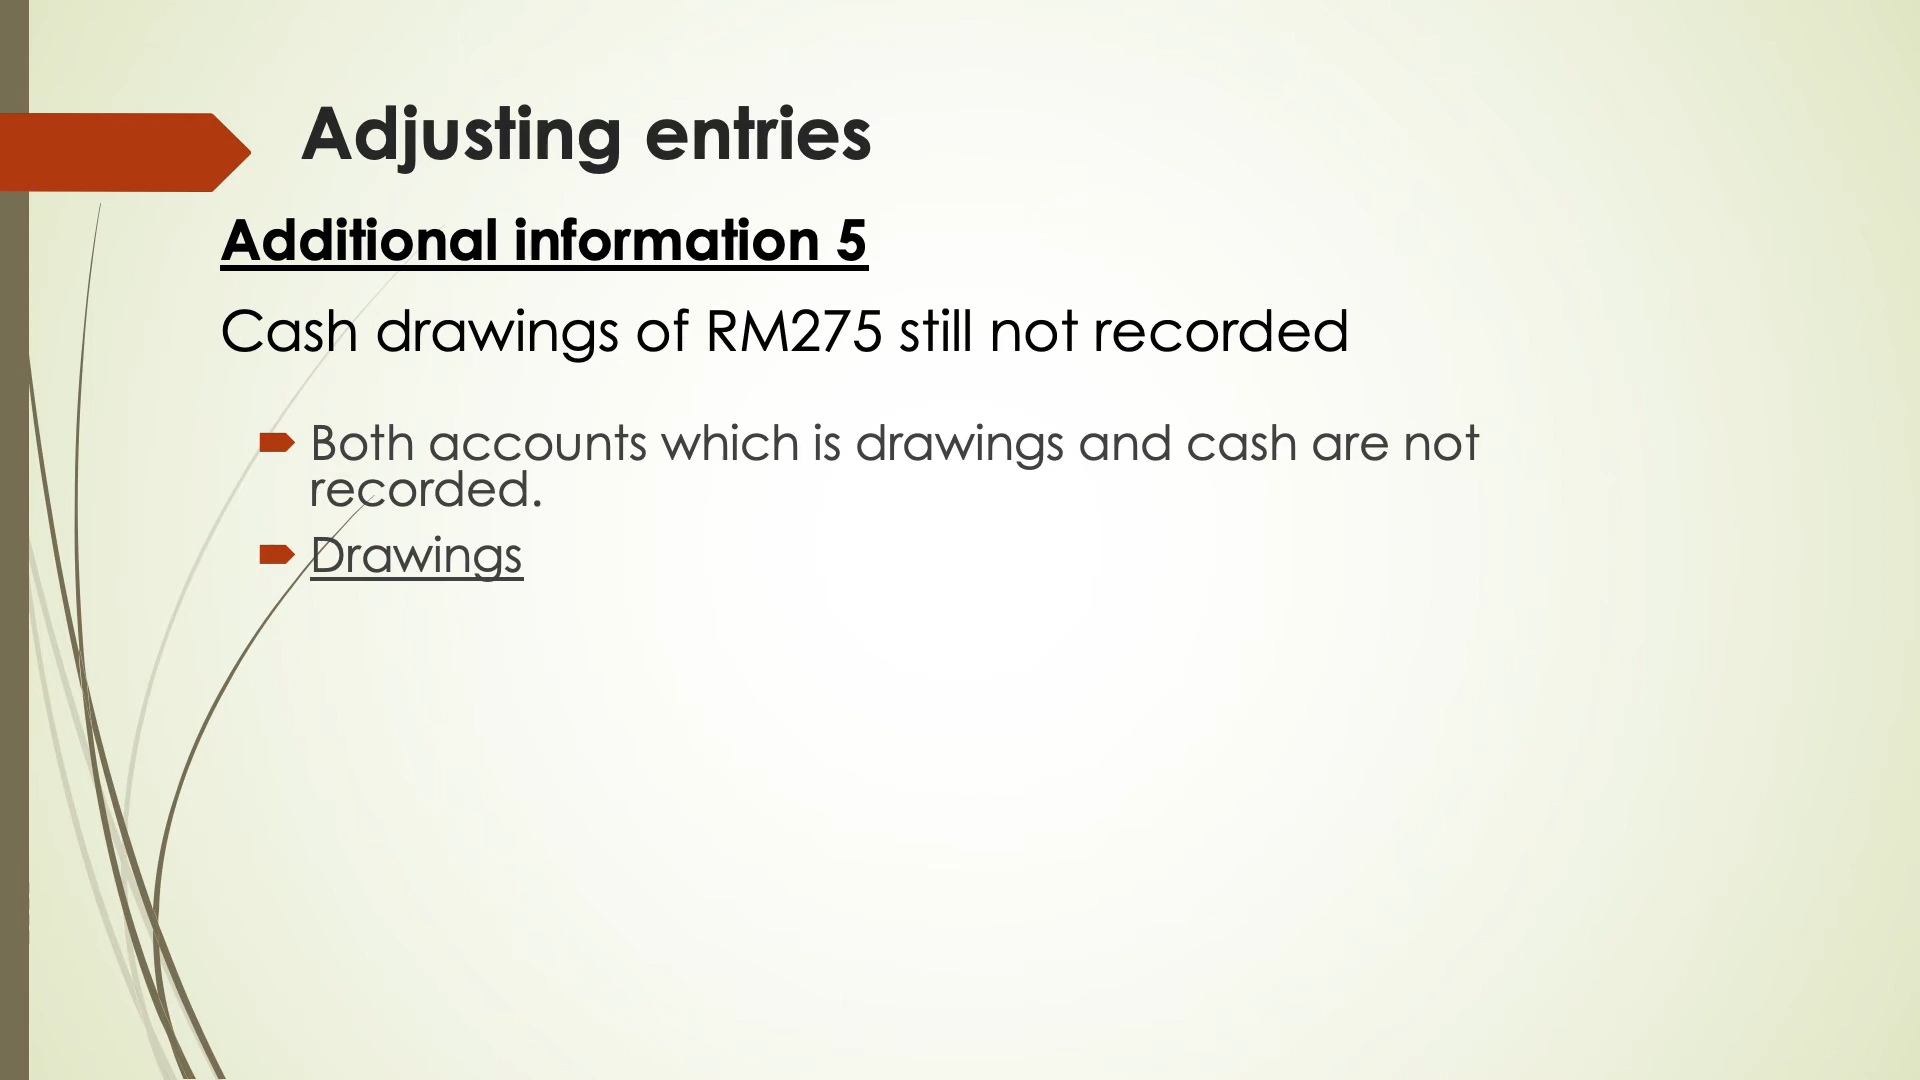 Adjusting entries
Additional information 5
Cash drawings of RM275 still not recorded
Both accounts which is drawings and cash are not
recorded.
Drawings